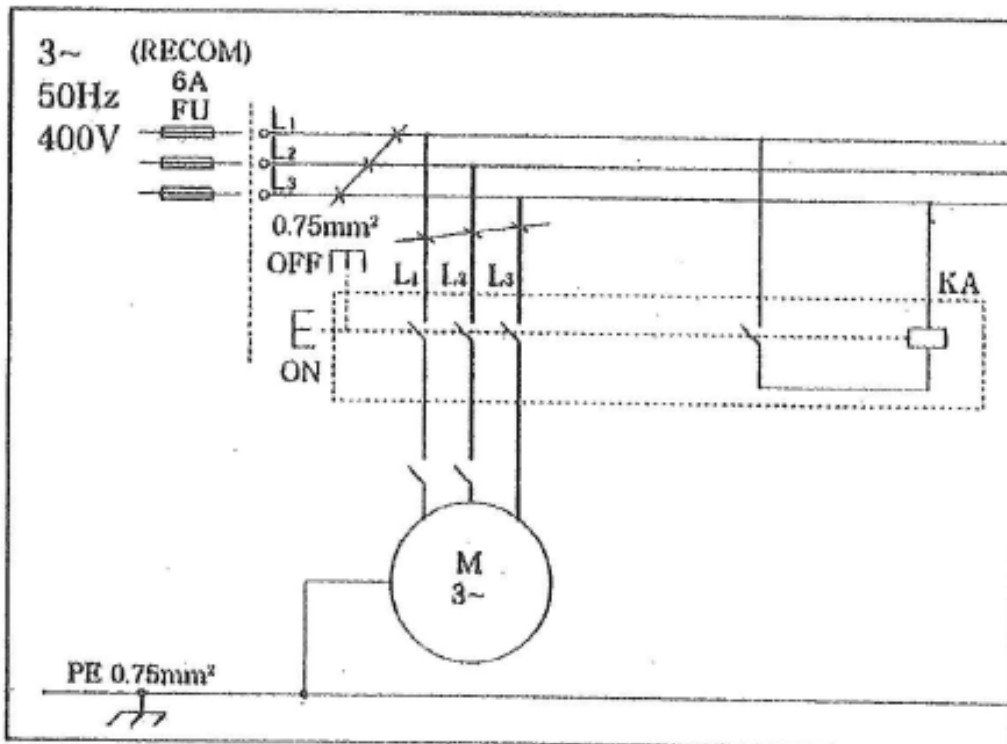 3~ (RECOM)
50Hz 6A
400V FU
L1
L2
L3
0.75mm²
OFF
L1 L2 L3
KA
ON
M
3~
PE 0.75mm²